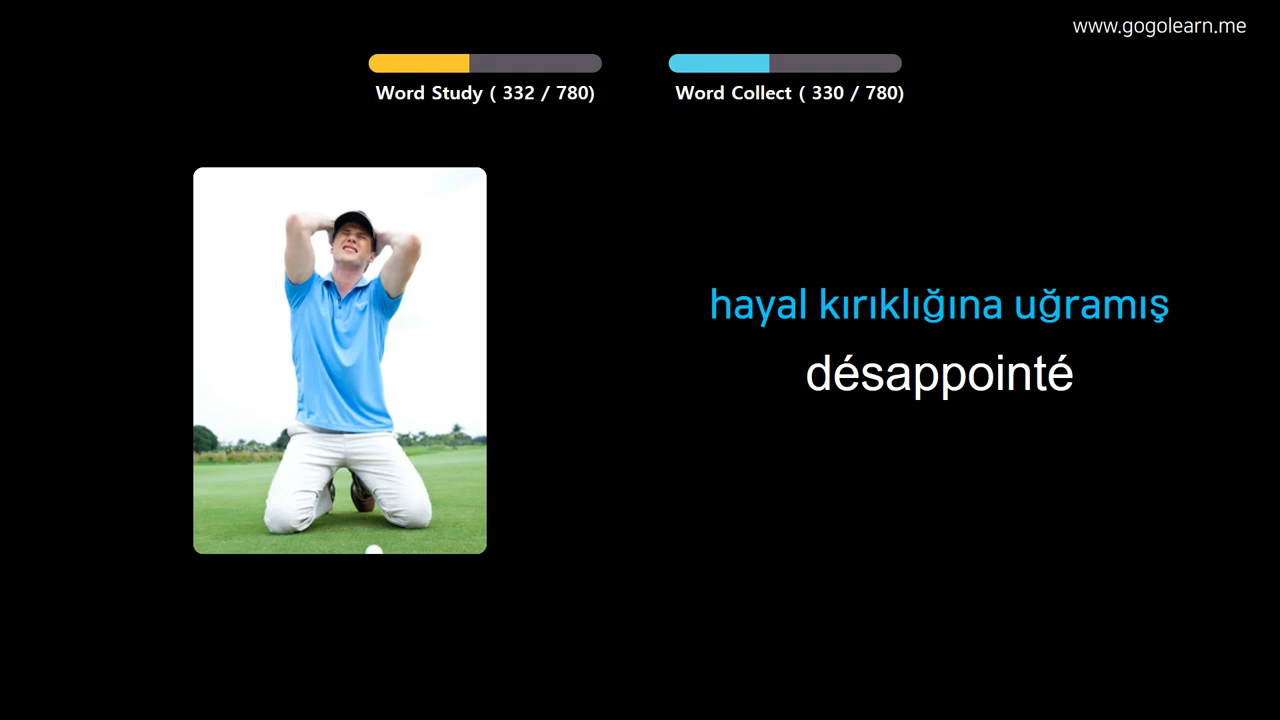 www.gogolearn.me
Word Study ( 332 / 780)
Word Collect ( 330 / 780)
hayal kırıklığına uğramış
désappointé